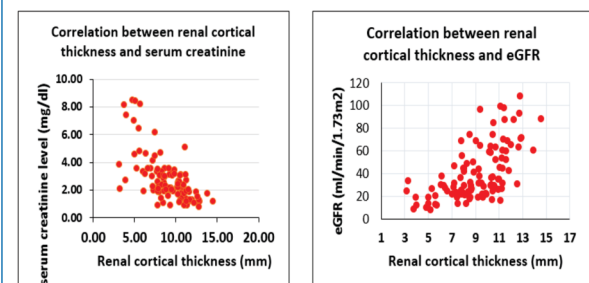 Correlation between renal cortical
thickness and serum creatinine
serum creatinine level (mg/dl)
10.00
8.00
6.00
4.00
2.00
0.00
0.00 5.00 10.00 15.00 20.00
Renal cortical thickness (mm)
Correlation between renal
cortical thickness and eGFR
eGFR (ml/min/1.73m2)
120
100
80
60
40
20
0
1 3 5 7 9 11 13 15 17
Renal cortical thickness (mm)